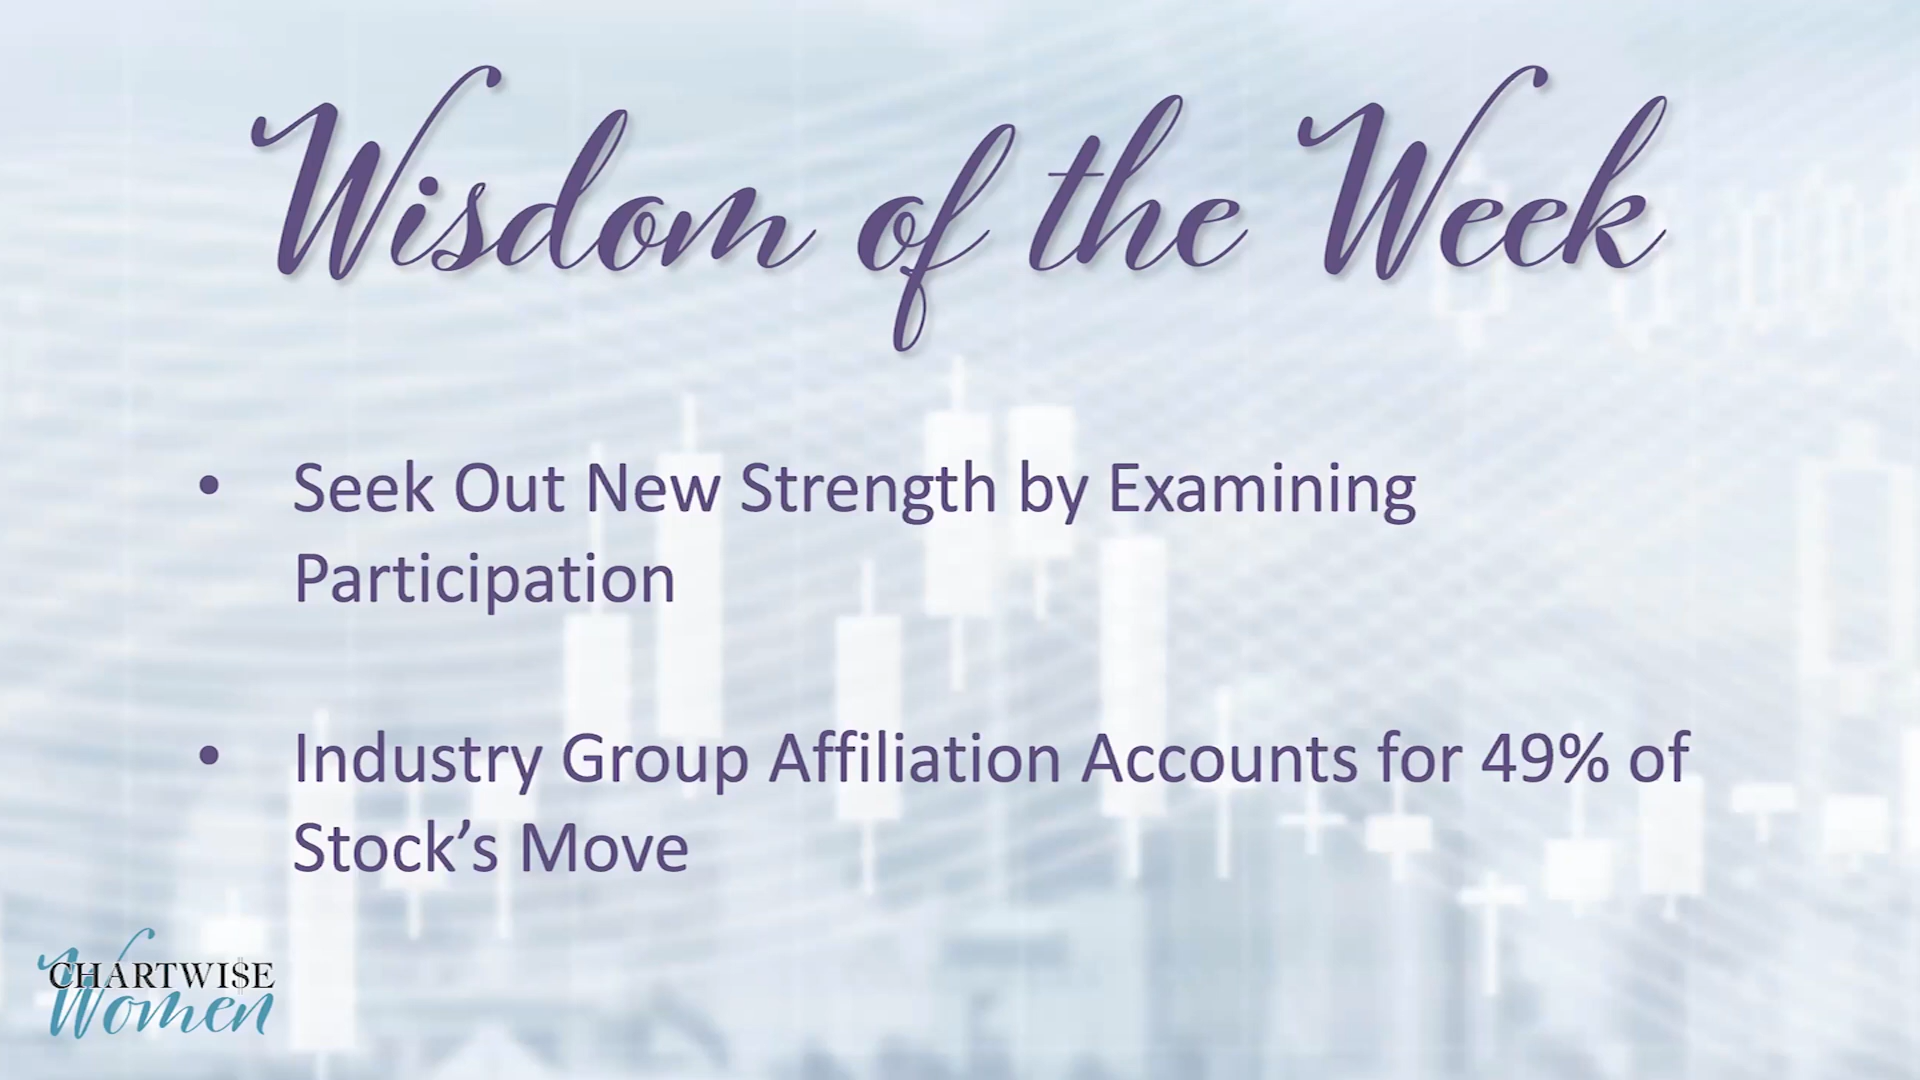 Wisdom of the Week
• Seek Out New Strength by Examining
Participation
• Industry Group Affiliation Accounts for 49% of
Stock’s Move
CHARTWI$E
Women